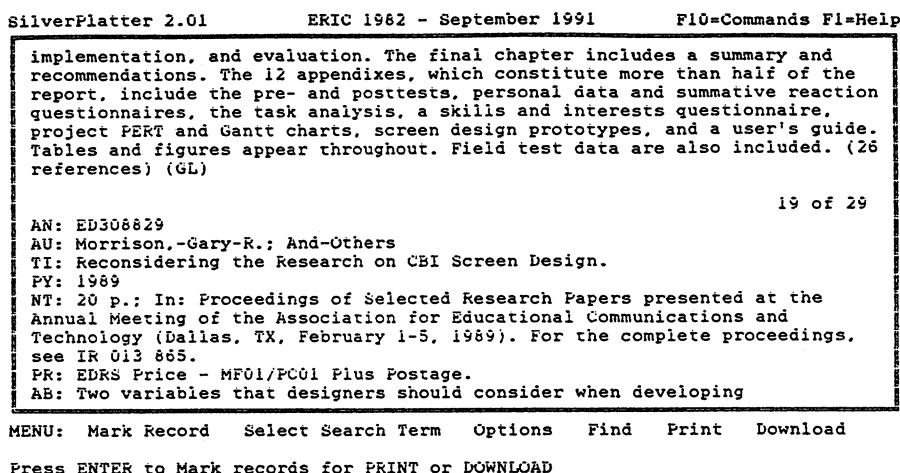 SilverPlatter 2.01 ERIC 1982 - September 1991 F10=Commands F1=Help
implementation, and evaluation. The final chapter includes a summary and
recommendations. The 12 appendixes, which constitute more than half of the
report, include the pre- and posttests, personal data and summative reaction
questionnaires, the task analysis, a skills and interests questionnaire,
project PERT and Gantt charts, screen design prototypes, and a user's guide.
Tables and figures appear throughout. Field test data are also included. (26
references) (GL)
19 of 29
AN: ED308829
AU: Morrison,-Gary-R.; And-Others
TI: Reconsidering the Research on CBI Screen Design.
PY: 1989
NT: 20 p.; In: Proceedings of Selected Research Papers presented at the
Annual Meeting of the Association for Educational Communications and
Technology (Dallas, TX, February 1-5, 1989). For the complete proceedings,
see IR 013 865.
PR: EDRS Price - MF01/PC01 Plus Postage.
AB: Two variables that designers should consider when developing
MENU: Mark Record Select Search Term Options Find Print Download
Press ENTER to Mark records for PRINT or DOWNLOAD